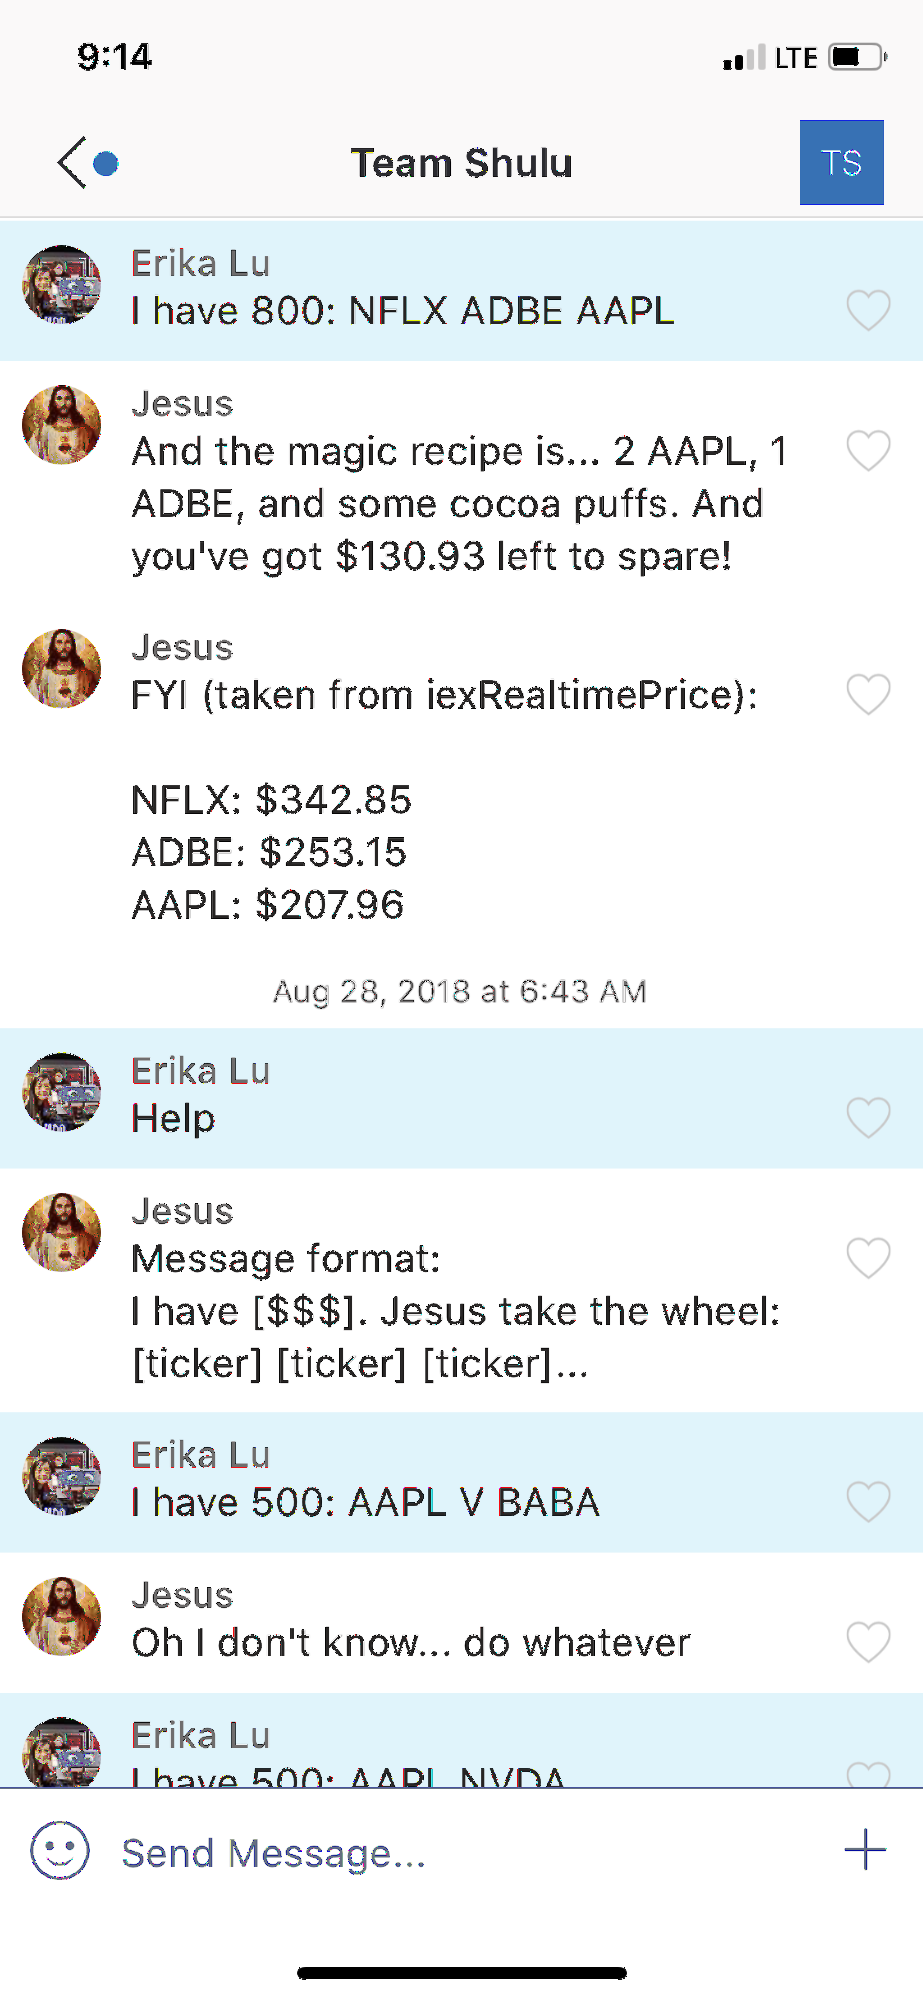 9:14
LTE
Team Shulu
TS
Erika Lu
I have 800: NFLX ADBE AAPL
Jesus
And the magic recipe is... 2 AAPL, 1
ADBE, and some cocoa puffs. And
you've got $130.93 left to spare!
Jesus
FYI (taken from iexRealtimePrice):
NFLX: $342.85
ADBE: $253.15
AAPL: $207.96
Aug 28, 2018 at 6:43 AM
Erika Lu
Help
Jesus
Message format:
I have [$$$]. Jesus take the wheel:
[ticker] [ticker] [ticker]...
Erika Lu
I have 500: AAPL V BABA
Jesus
Oh I don't know... do whatever
Erika Lu
I have 500: AAPL NVDA
Send Message...